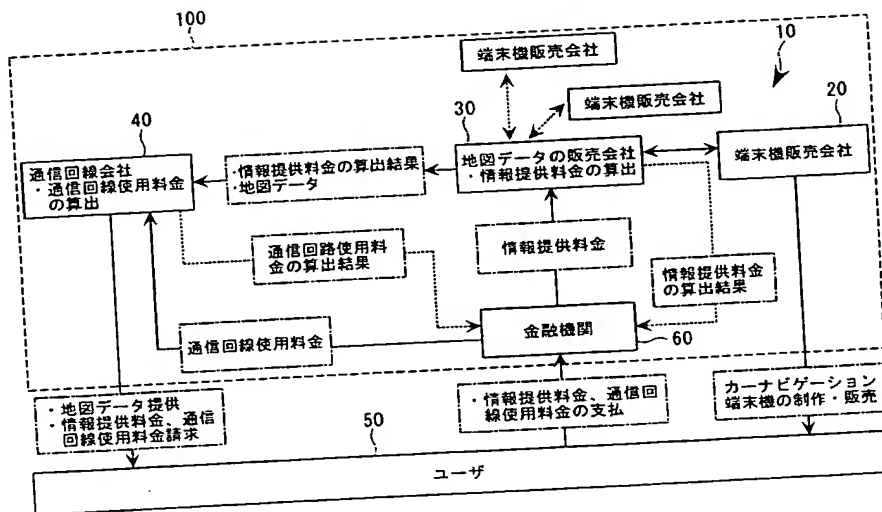 100
10
端末機販売会社
端末機販売会社
20
端末機販売会社
30
地図データの販売会社
・情報提供料金の算出
40
通信回線会社
・通信回線使用料金
の算出
・情報提供料金の算出結果
・地図データ
通信回路使用料
金の算出結果
情報提供料金
情報提供料金
の算出結果
通信回線使用料金
金融機関
60
・地図データ提供
・情報提供料金、通信
回線使用料金請求
・情報提供料金、通信回
線使用料金の支払
カーナビゲーション
端末機の制作・販売
50
ユーザ